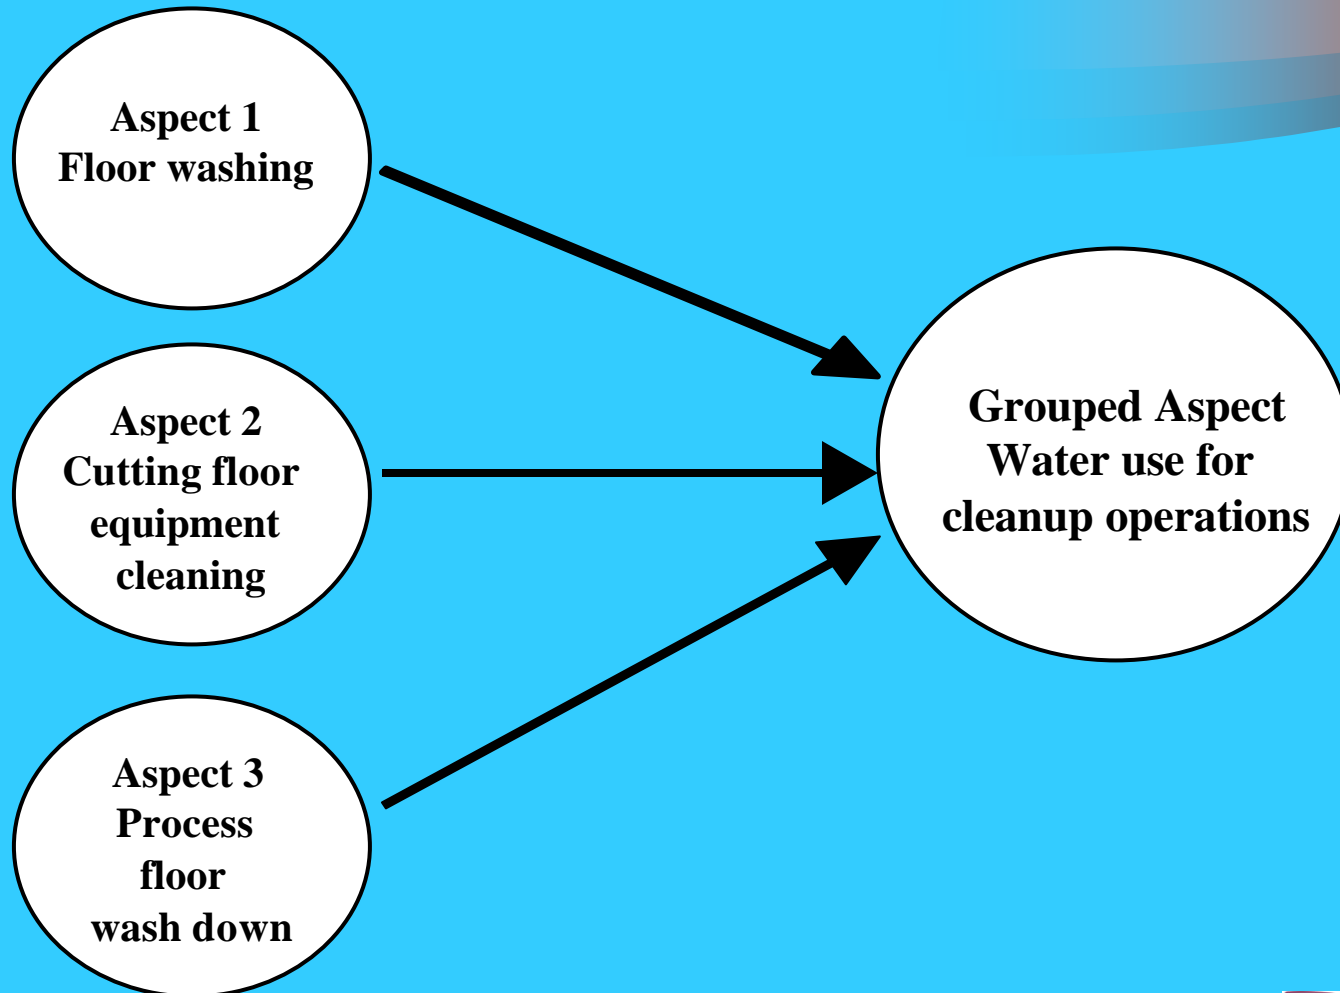 Aspect 1
Floor washing
Aspect 2
Cutting floor
equipment
cleaning
Aspect 3
Process
floor
wash down
Grouped Aspect
Water use for
cleanup operations